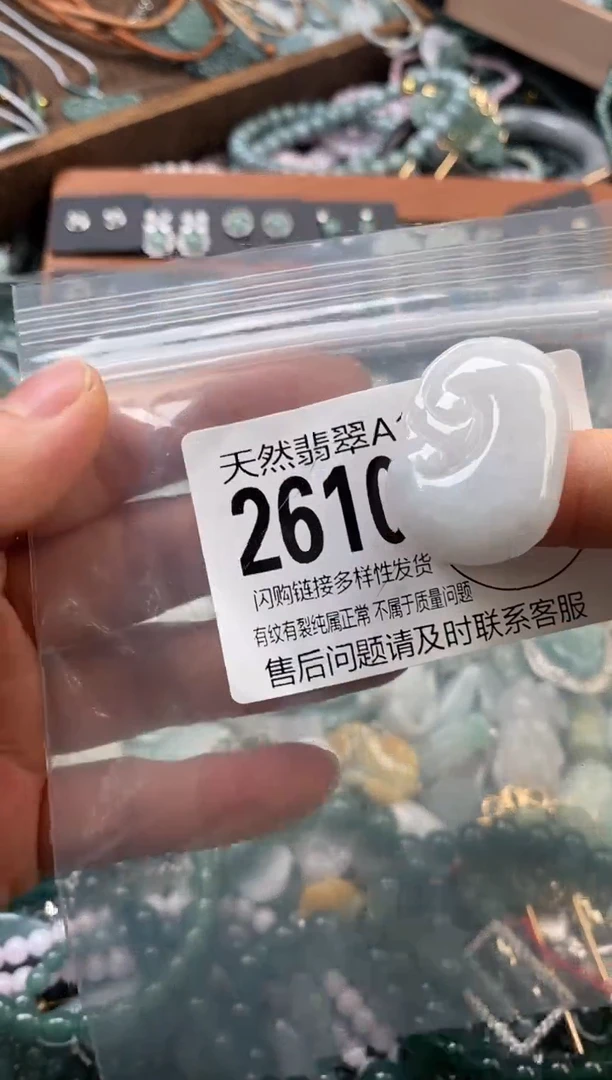 天然翡翠A
2610
闪购链接多样性发货
有纹有裂纯属正常 不属于质量问题
售后问题请及时联系客服